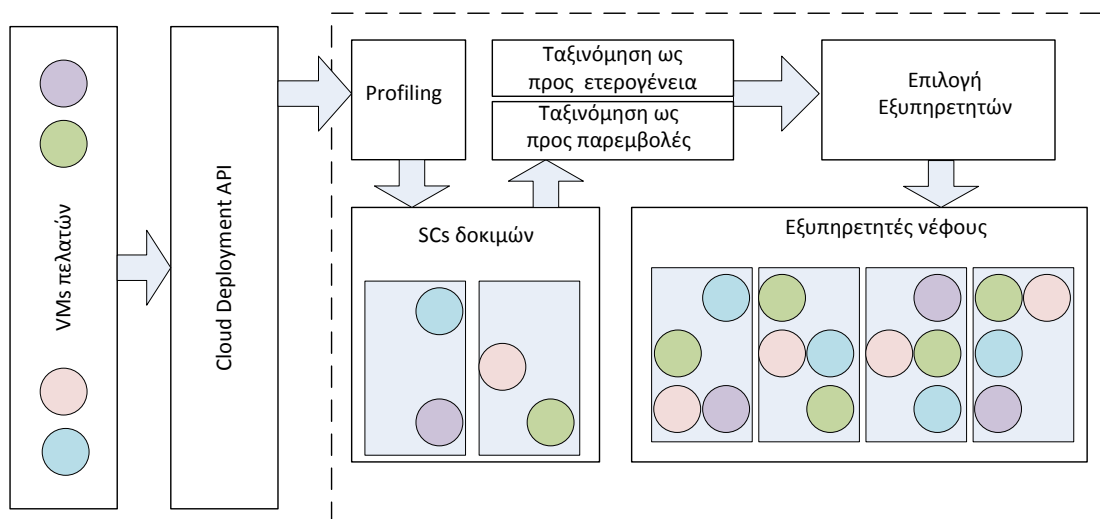 VMs πελατών
Cloud Deployment API
Profiling
Ταξινόμηση ως
προς ετερογένεια
Ταξινόμηση ως
προς παρεμβολές
Επιλογή
Εξυπηρετητών
SCs δοκιμών
Εξυπηρετητές νέφους